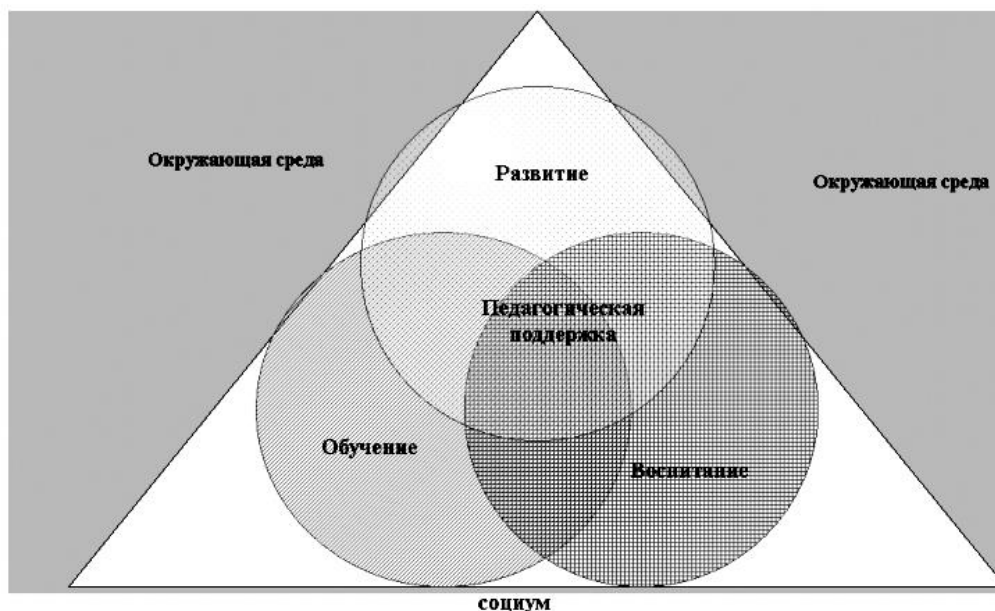 Окружающая среда
Развитие
Окружающая среда
Педагогическая
поддержка
Обучение
Воспитание
социум